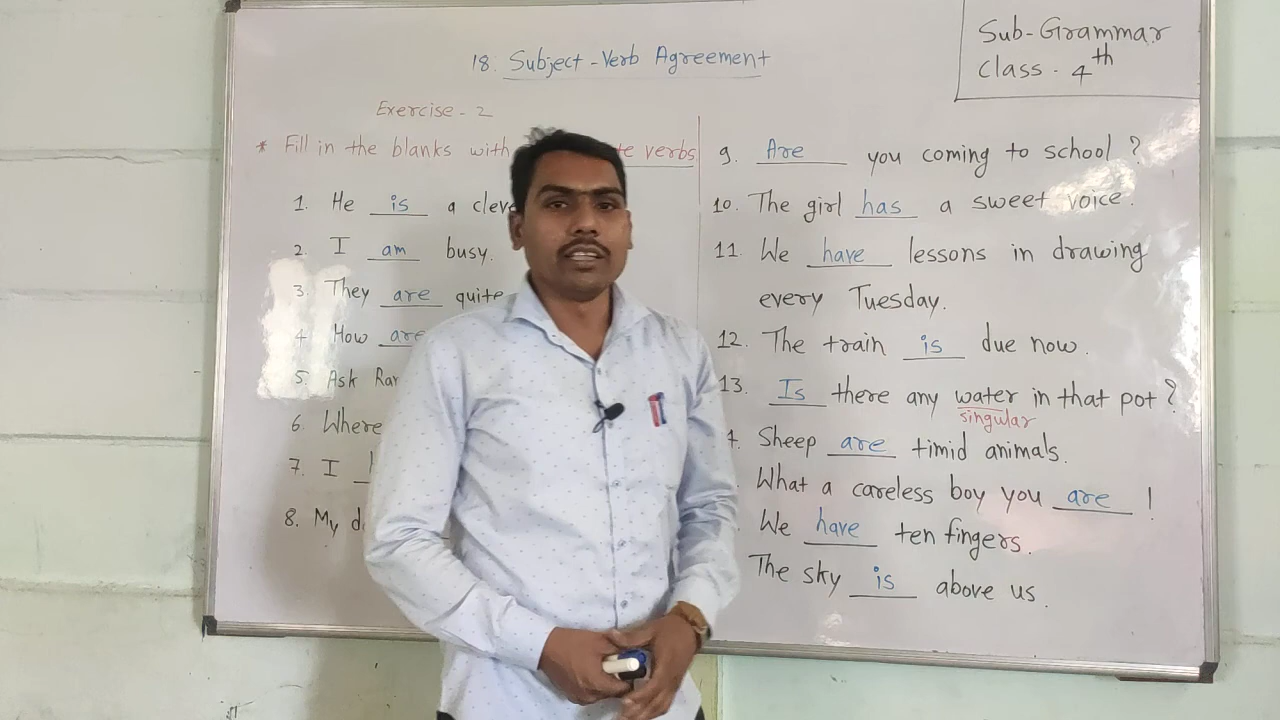 18. Subject-Verb Agreement
Sub-Grammar
Class - 4th
Exercise - 2
* Fill in the blanks with verbs
1. He is a
2. I am busy.
3. They are quite
4. How are
5. Ask
6. Where
7. I
8. My
9. Are you coming to school ?
10. The girl has a sweet voice.
11. We have lessons in drawing
every Tuesday.
12. The train is due now.
13. Is there any water in that pot ?
singular
Sheep are timid animals.
What a careless boy you are !
We have ten fingers.
The sky is above us.